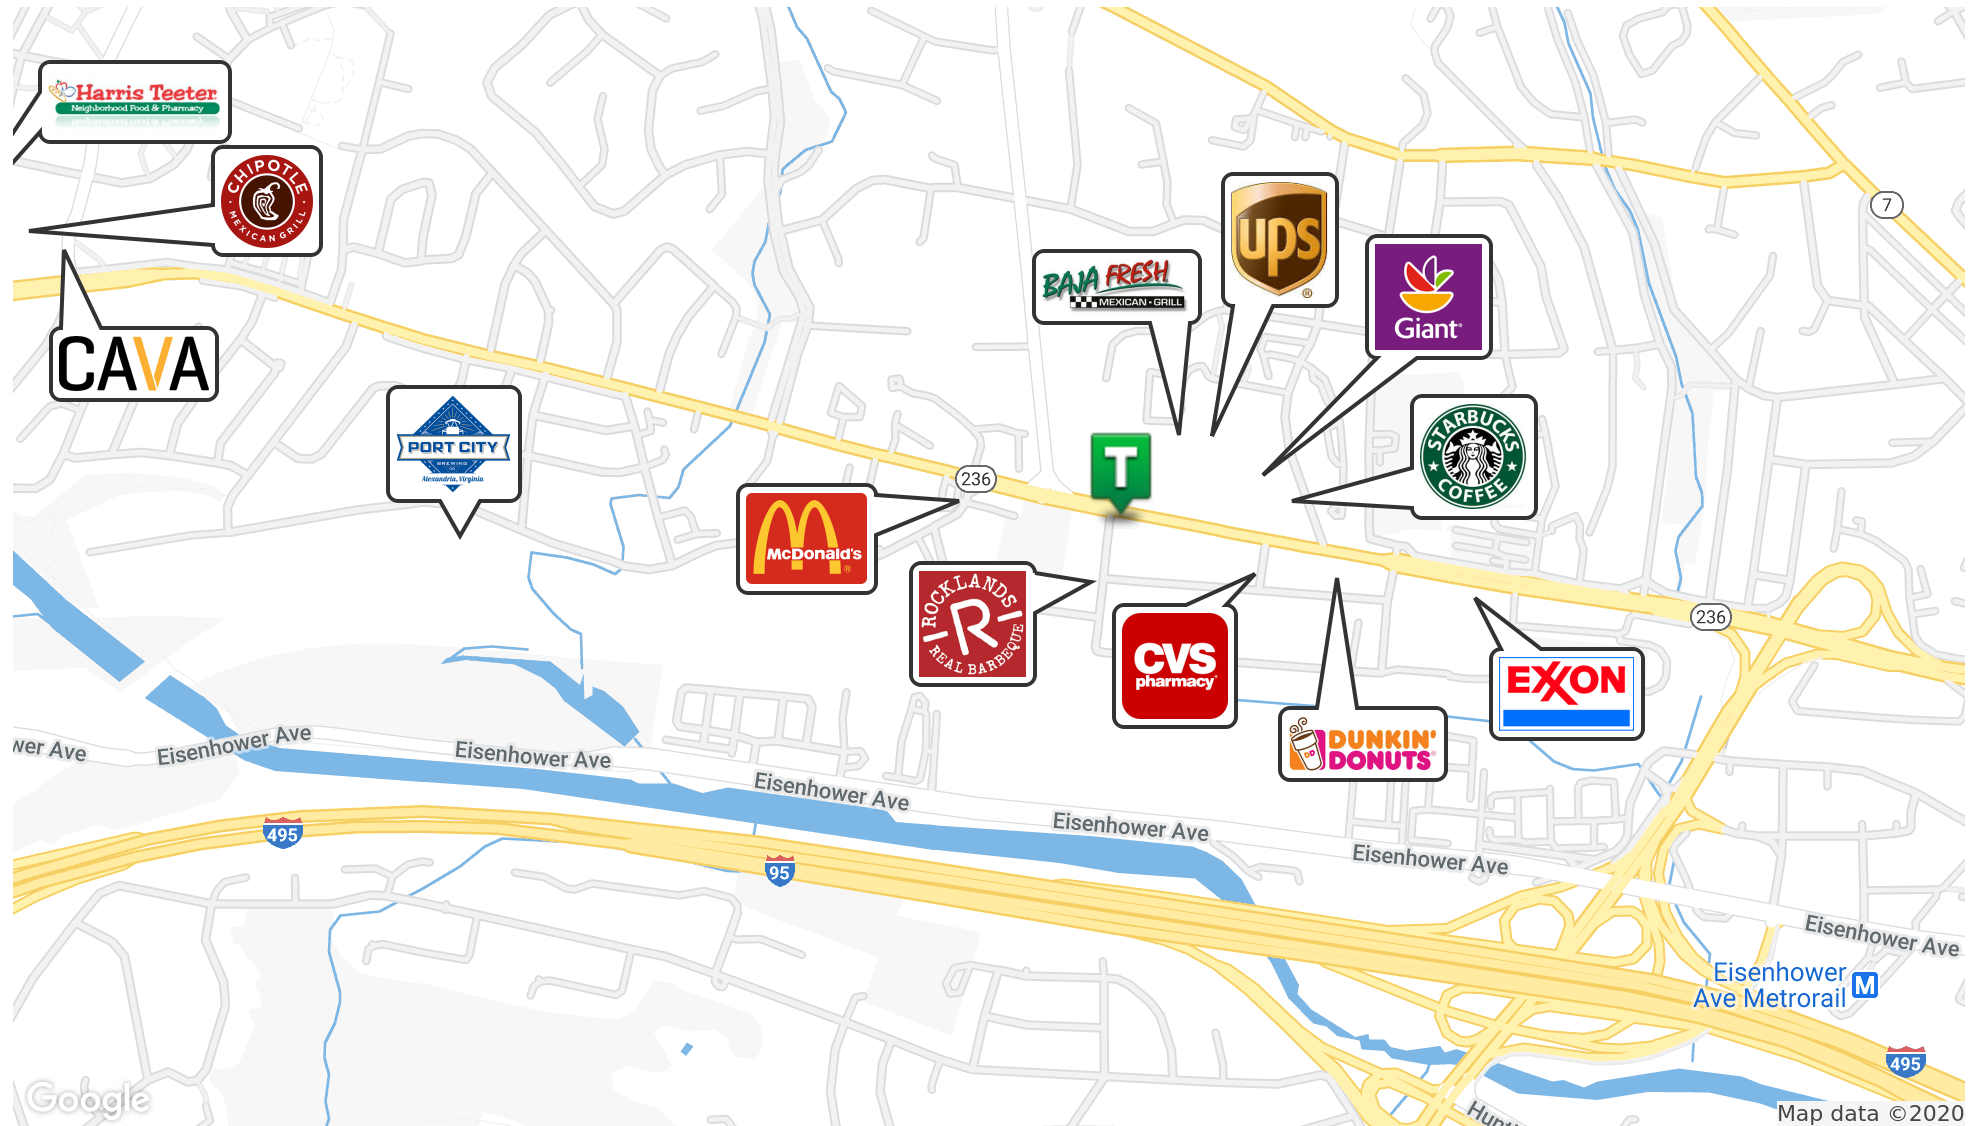 Harris Teeter
Neighborhood Food & Pharmacy
CHIPOTLE
MEXICAN GRILL
7
ups
®
BAJA FRESH
MEXICAN • GRILL
Giant
CAVA
PORT CITY
BREWING
CO
Alexandria, Virginia
STARBUCKS
COFFEE
T
236
McDonald's
®
ROCKLANDS
R
REAL BARBEQUE
CVS
pharmacy
236
EXXON
DUNKIN'
DONUTS
DD
wer Ave
Eisenhower Ave
Eisenhower Ave
Eisenhower Ave
Eisenhower Ave
Eisenhower Ave
Eisenhower Ave
495
95
Eisenhower
Ave Metrorail
M
495
Google
Map data ©2020